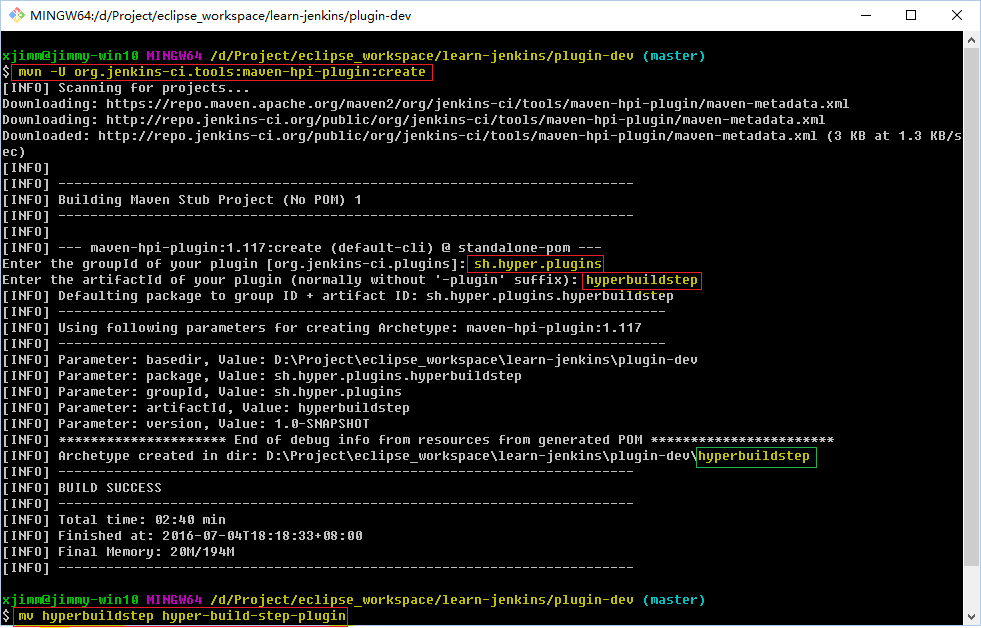 MINGW64:/d/Project/eclipse_workspace/learn-jenkins/plugin-dev
xjimm@jimmy-win10 MINGW64 /d/Project/eclipse_workspace/learn-jenkins/plugin-dev (master)
$ mvn -U org.jenkins-ci.tools:maven-hpi-plugin:create
[INFO] Scanning for projects...
Downloading: https://repo.maven.apache.org/maven2/org/jenkins-ci/tools/maven-hpi-plugin/maven-metadata.xml
Downloading: http://repo.jenkins-ci.org/public/org/jenkins-ci/tools/maven-hpi-plugin/maven-metadata.xml
Downloaded: http://repo.jenkins-ci.org/public/org/jenkins-ci/tools/maven-hpi-plugin/maven-metadata.xml (3 KB at 1.3 KB/s
ec)
[INFO]
[INFO] ------------------------------------------------------------------------
[INFO] Building Maven Stub Project (No POM) 1
[INFO] ------------------------------------------------------------------------
[INFO]
[INFO] --- maven-hpi-plugin:1.117:create (default-cli) @ standalone-pom ---
Enter the groupId of your plugin [org.jenkins-ci.plugins]: sh.hyper.plugins
Enter the artifactId of your plugin (normally without '-plugin' suffix): hyperbuildstep
[INFO] Defaulting package to group ID + artifact ID: sh.hyper.plugins.hyperbuildstep
[INFO] ----------------------------------------------------------------------------
[INFO] Using following parameters for creating Archetype: maven-hpi-plugin:1.117
[INFO] ----------------------------------------------------------------------------
[INFO] Parameter: basedir, Value: D:\Project\eclipse_workspace\learn-jenkins\plugin-dev
[INFO] Parameter: package, Value: sh.hyper.plugins.hyperbuildstep
[INFO] Parameter: groupId, Value: sh.hyper.plugins
[INFO] Parameter: artifactId, Value: hyperbuildstep
[INFO] Parameter: version, Value: 1.0-SNAPSHOT
[INFO] ********************* End of debug info from resources from generated POM ***********************
[INFO] Archetype created in dir: D:\Project\eclipse_workspace\learn-jenkins\plugin-dev\hyperbuildstep
[INFO] ------------------------------------------------------------------------
[INFO] BUILD SUCCESS
[INFO] ------------------------------------------------------------------------
[INFO] Total time: 02:40 min
[INFO] Finished at: 2016-07-04T18:18:33+08:00
[INFO] Final Memory: 20M/194M
[INFO] ------------------------------------------------------------------------
xjimm@jimmy-win10 MINGW64 /d/Project/eclipse_workspace/learn-jenkins/plugin-dev (master)
$ mv hyperbuildstep hyper-build-step-plugin